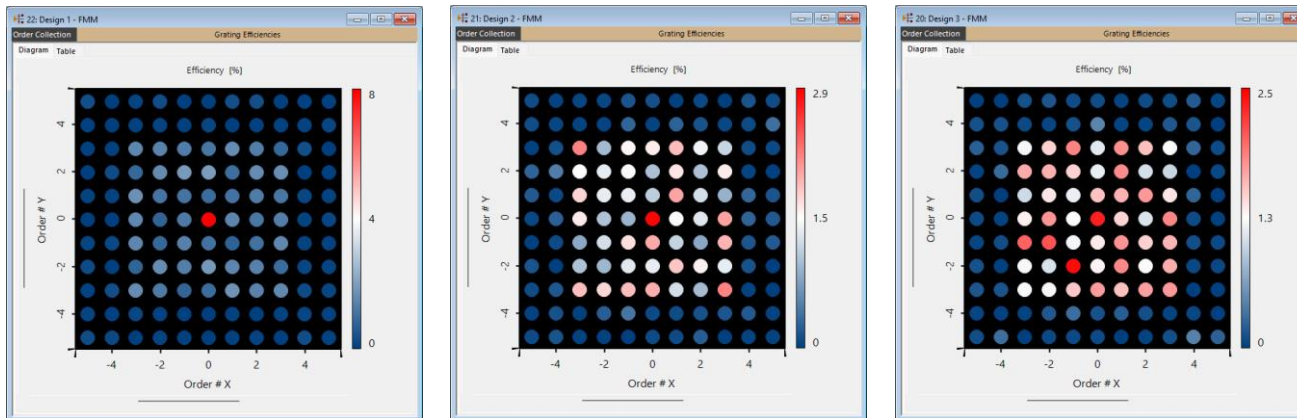 22: Design 1 - FMM
Order Collection
Grating Efficiencies
Diagram Table
Efficiency [%]
8
4
0
Order # Y
4
2
0
-2
-4
-4 -2 0 2 4
Order # X
21: Design 2 - FMM
Order Collection
Grating Efficiencies
Diagram Table
Efficiency [%]
2.9
1.5
0
Order # Y
4
2
0
-2
-4
-4 -2 0 2 4
Order # X
20: Design 3 - FMM
Order Collection
Grating Efficiencies
Diagram Table
Efficiency [%]
2.5
1.3
0
Order # Y
4
2
0
-2
-4
-4 -2 0 2 4
Order # X